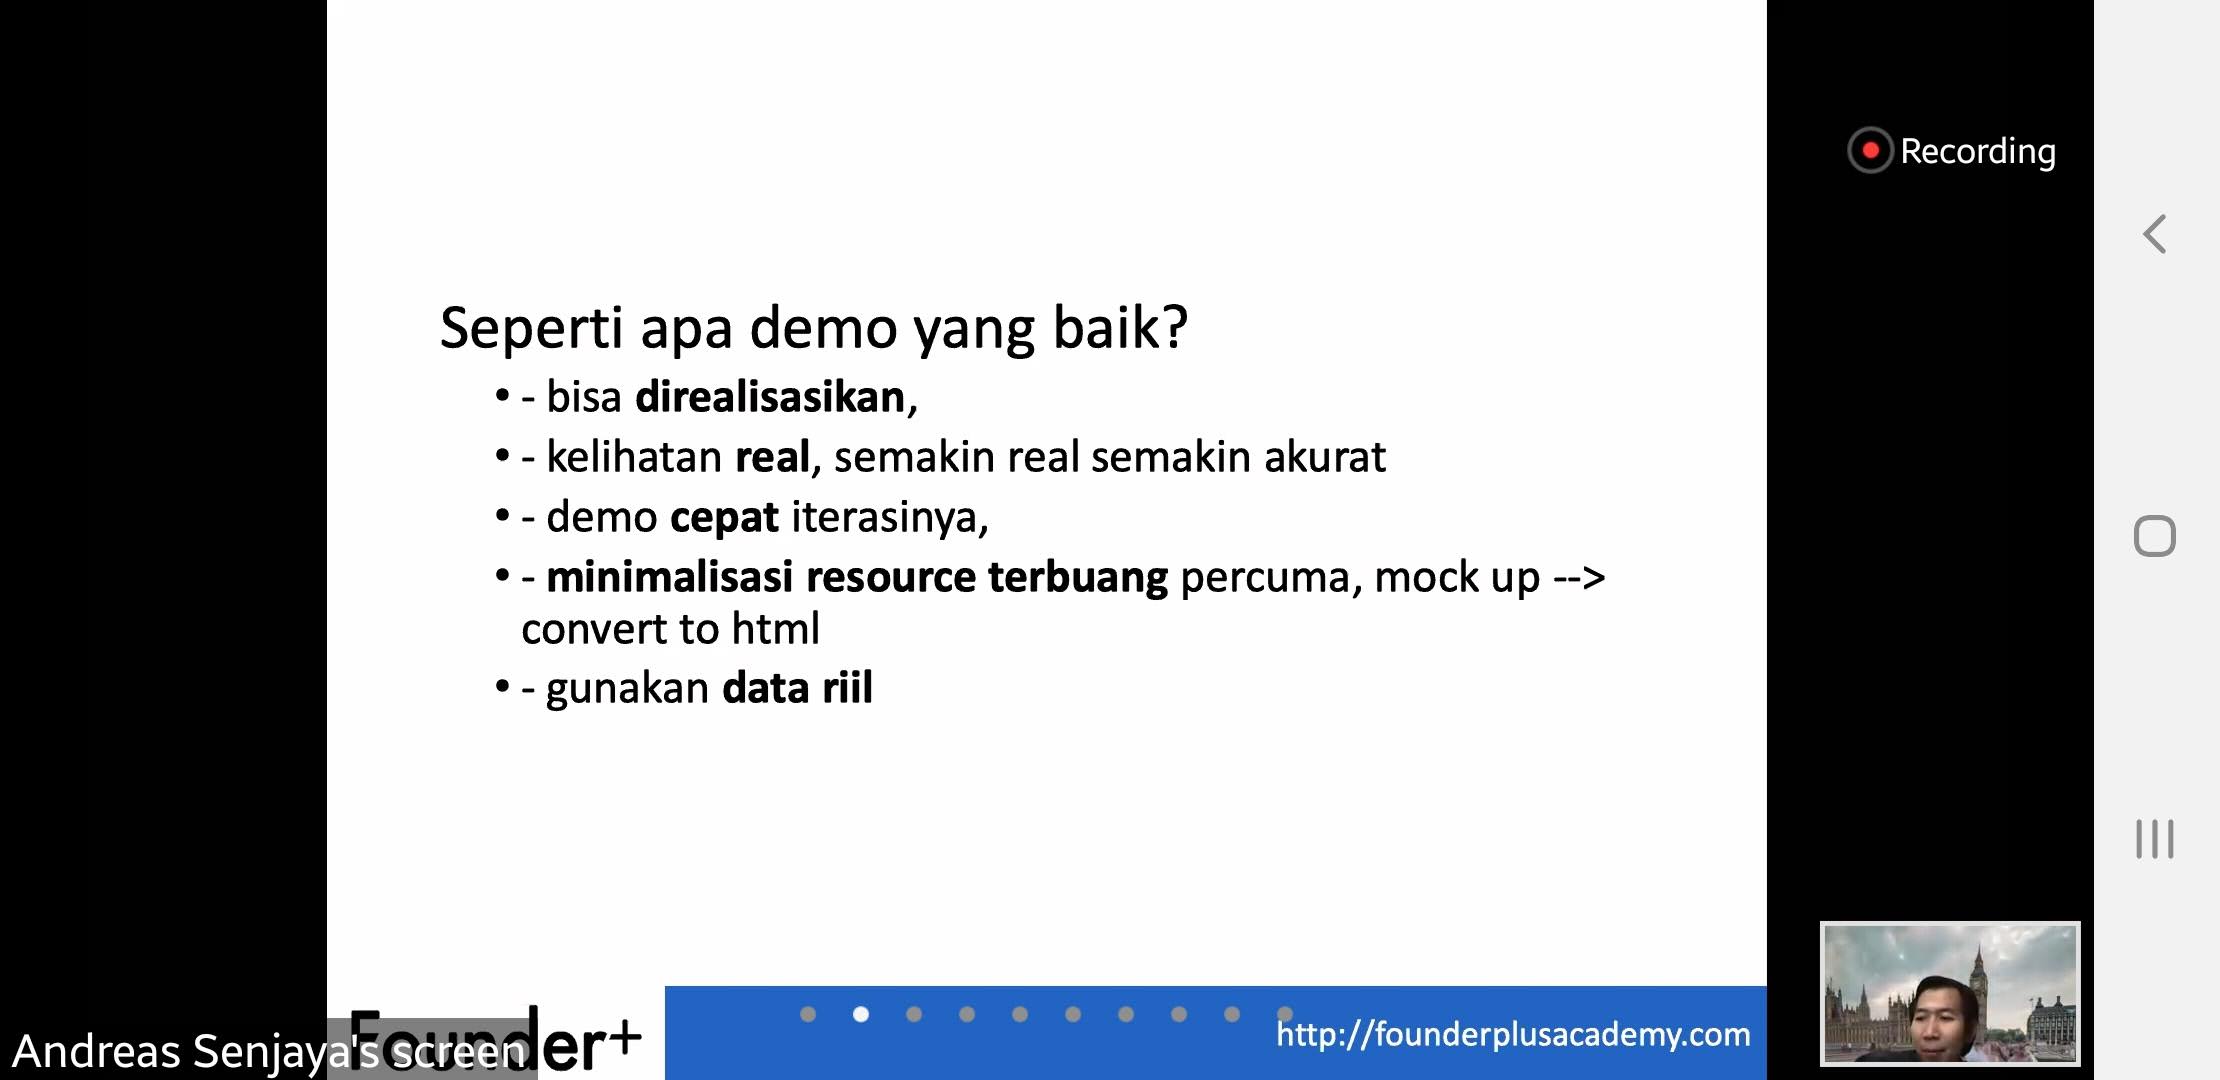 Recording
Seperti apa demo yang baik?
• - bisa direalisasikan,
• - kelihatan real, semakin real semakin akurat
• - demo cepat iterasinya,
• - minimalisasi resource terbuang percuma, mock up -->
convert to html
• - gunakan data riil
Founder+
http://founderplusacademy.com
Andreas Senjaya's screen